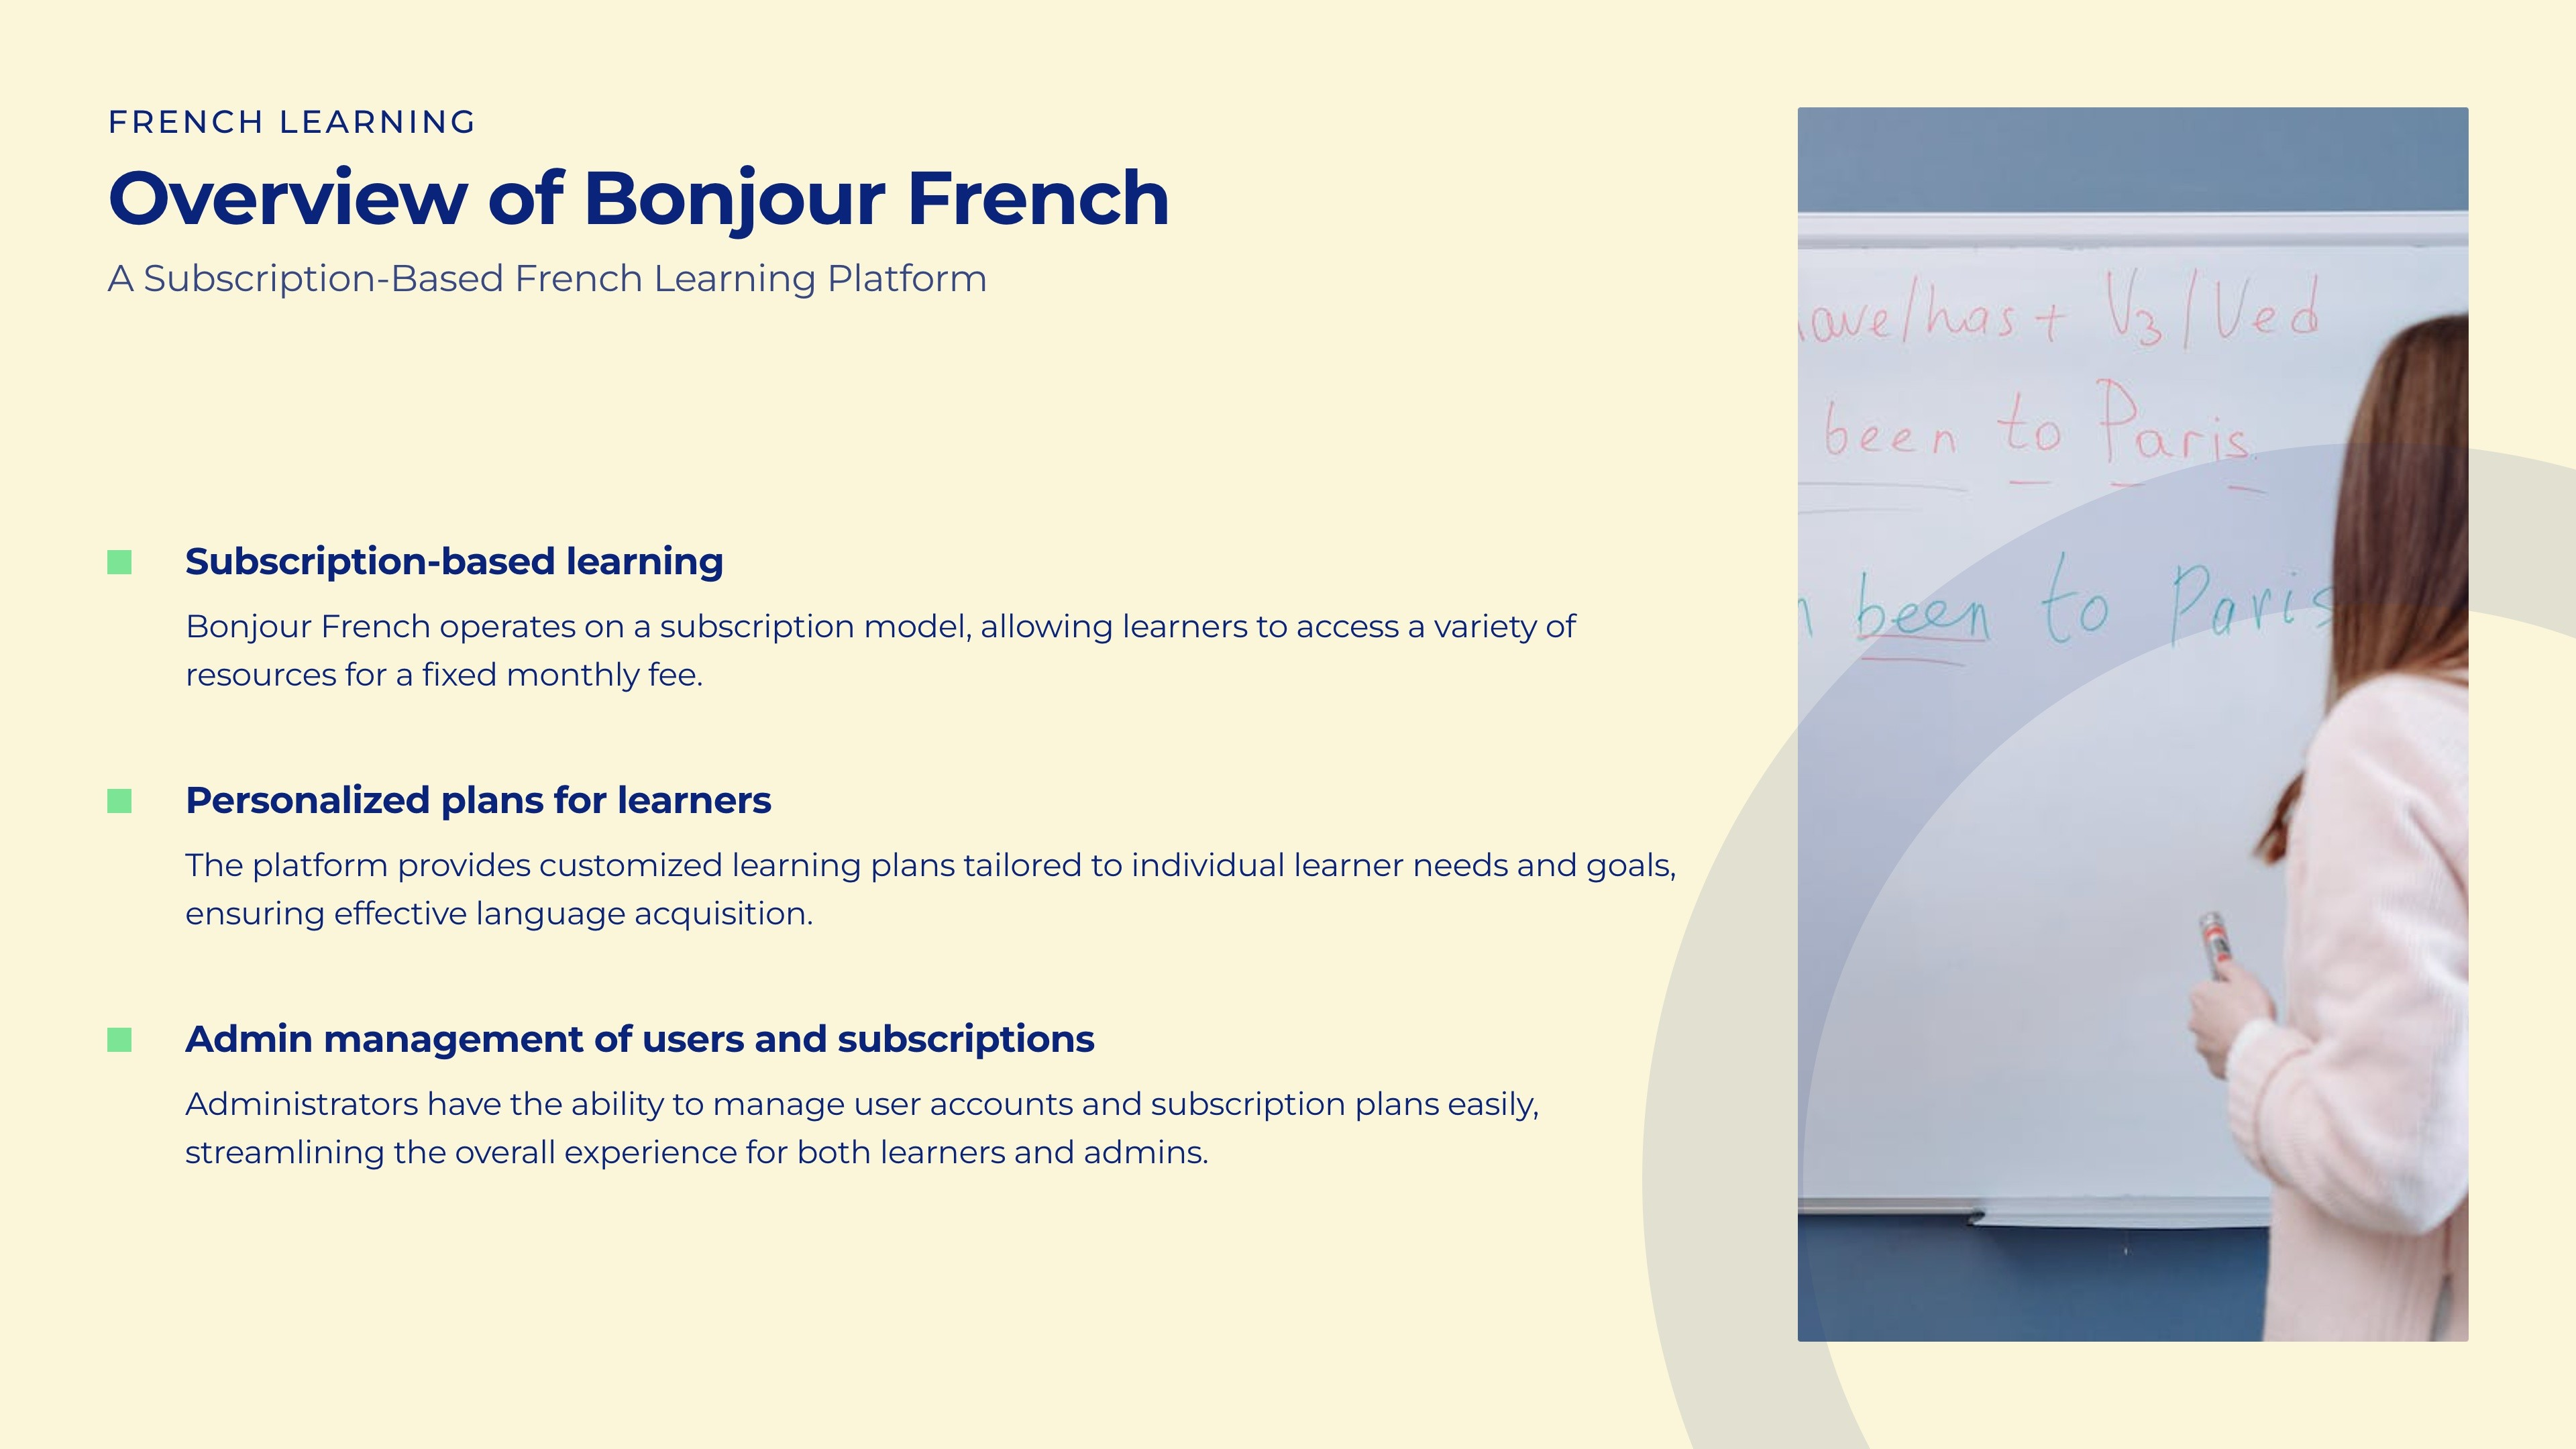 FRENCH LEARNING
Overview of Bonjour French
A Subscription-Based French Learning Platform
Subscription-based learning
Bonjour French operates on a subscription model, allowing learners to access a variety of
resources for a fixed monthly fee.
Personalized plans for learners
The platform provides customized learning plans tailored to individual learner needs and goals,
ensuring effective language acquisition.
Admin management of users and subscriptions
Administrators have the ability to manage user accounts and subscription plans easily,
streamlining the overall experience for both learners and admins.
ave/has + V3/Ved
been to Paris.
been to Paris